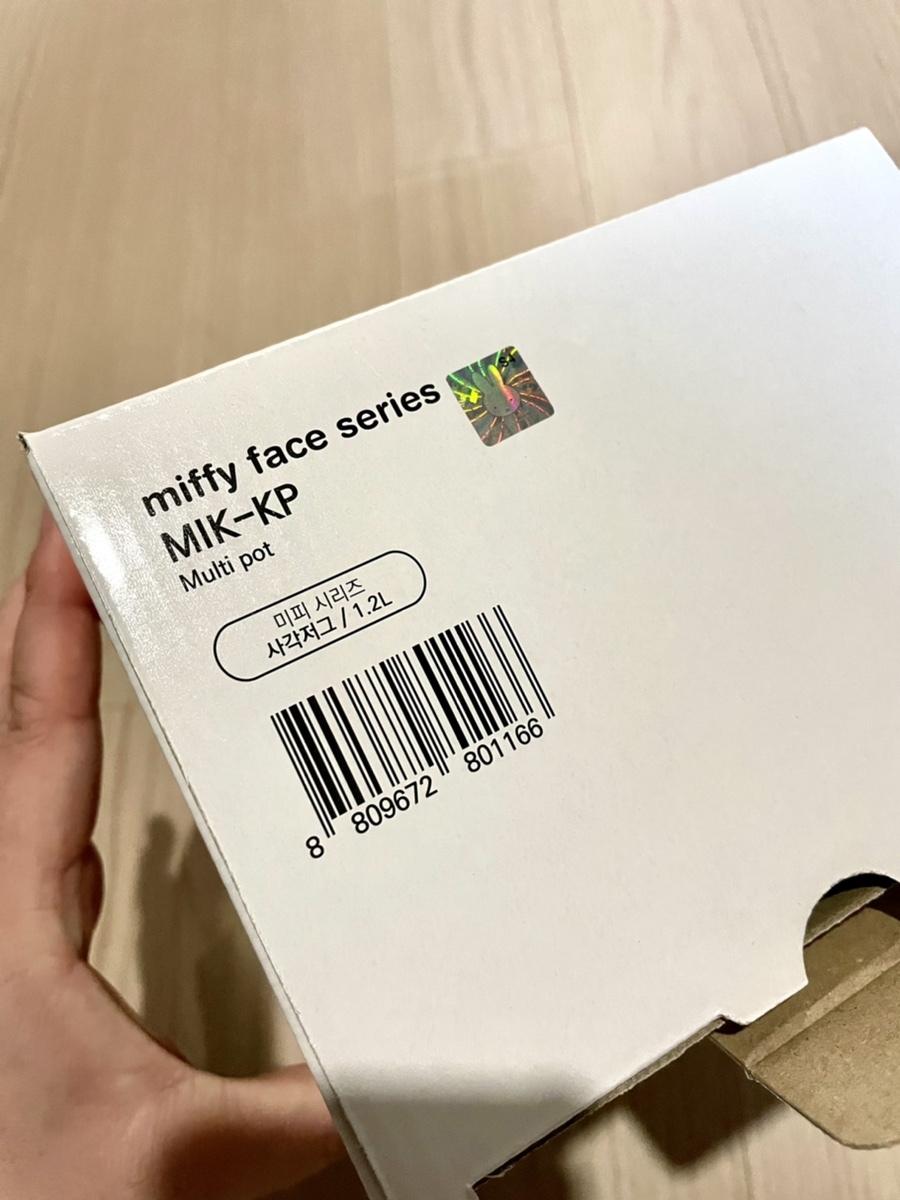 miffy face series
MIK-KP
Multi pot
미피 시리즈
사각저그 / 1.2L
8 809672 801166